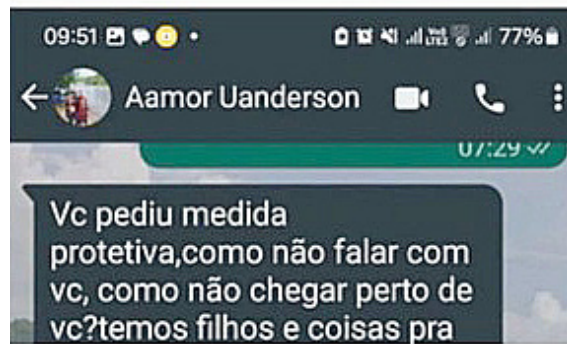 09:51 77%
Aamor Uanderson
07:29
Vc pediu medida
protetiva,como não falar com
vc, como não chegar perto de
vc?temos filhos e coisas pra